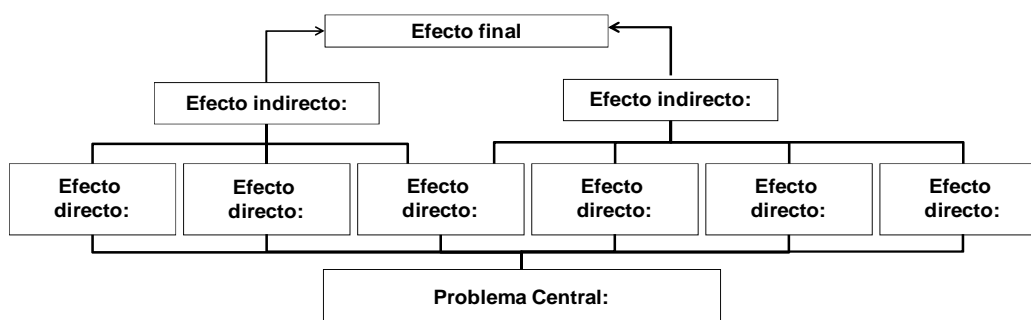 Efecto final
Efecto indirecto:
Efecto indirecto:
Efecto
directo:
Efecto
directo:
Efecto
directo:
Efecto
directo:
Efecto
directo:
Efecto
directo:
Problema Central: